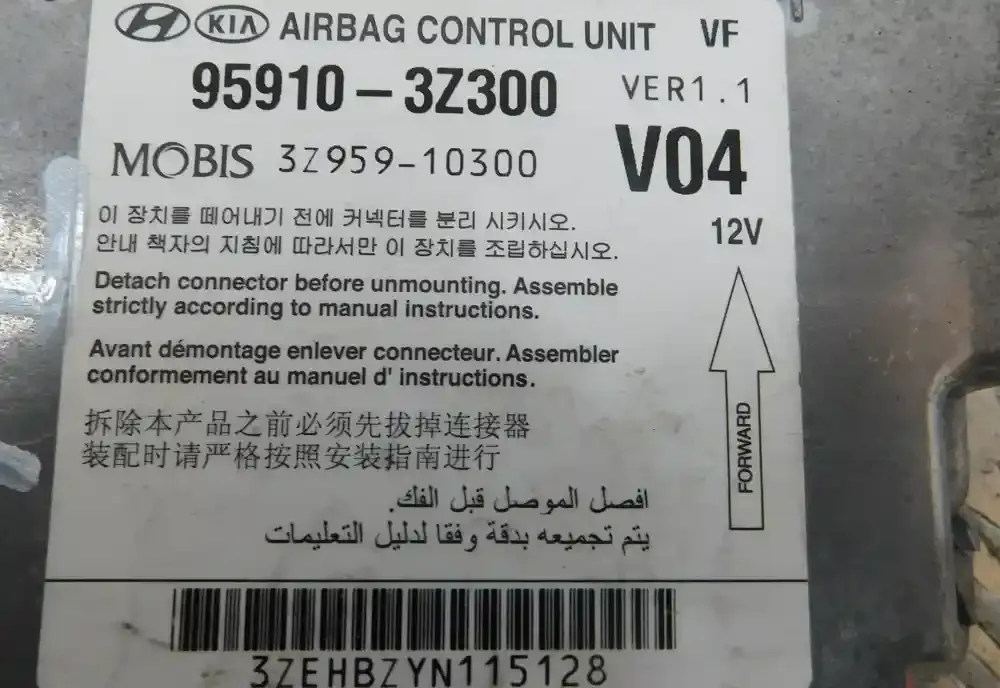 HYUNDAI KIA AIRBAG CONTROL UNIT VF
95910-3Z300 VER1.1
MOBIS 3Z959-10300 V04
이 장치를 떼어내기 전에 커넥터를 분리 시키시오.
안내 책자의 지침에 따라서만 이 장치를 조립하십시오.
12V
Detach connector before unmounting. Assemble
strictly according to manual instructions.
Avant démontage enlever connecteur. Assembler
conformement au manuel d' instructions.
FORWARD
拆除本产品之前必须先拔掉连接器
装配时请严格按照安装指南进行
افصل الموصل قبل الفك.
يتم تجميعه بدقة وفقا لدليل التعليمات
3ZEHBZYN115128